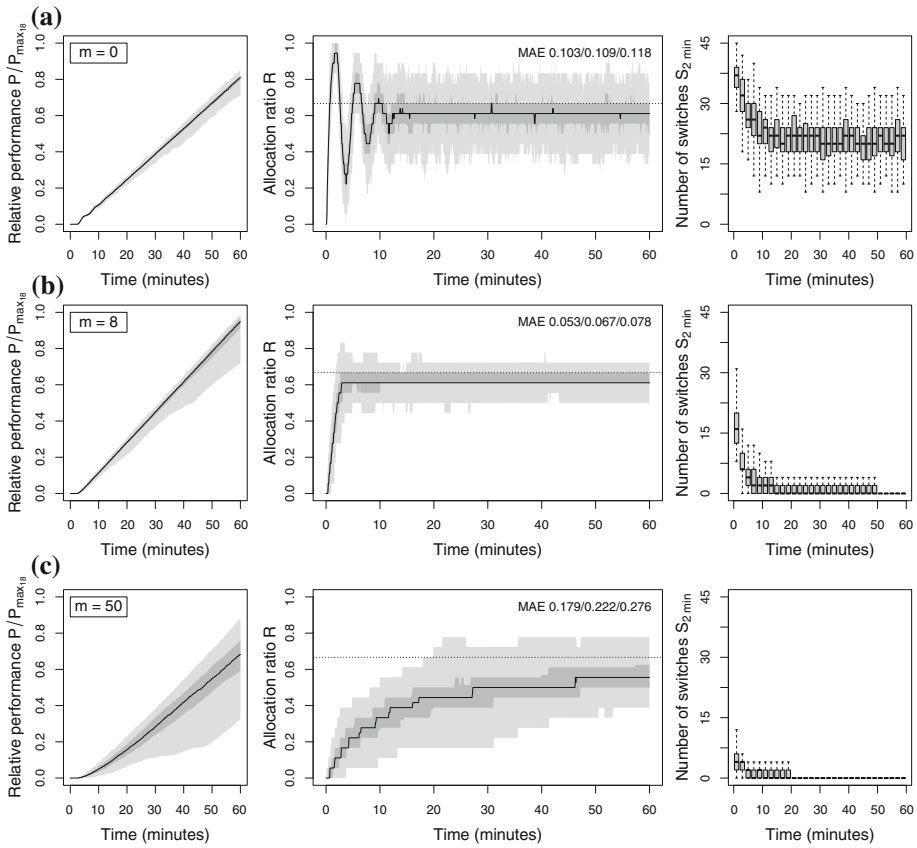 (a)
Relative performance P/Pmax18
1.0
0.8
0.6
0.4
0.2
0.0
m = 0
0 10 20 30 40 50 60
Time (minutes)
Allocation ratio R
1.0
0.8
0.6
0.4
0.2
0.0
MAE 0.103/0.109/0.118
0 10 20 30 40 50 60
Time (minutes)
Number of switches S2 min
45
30
15
0
0 10 20 30 40 50 60
Time (minutes)
(b)
Relative performance P/Pmax18
1.0
0.8
0.6
0.4
0.2
0.0
m = 8
0 10 20 30 40 50 60
Time (minutes)
Allocation ratio R
1.0
0.8
0.6
0.4
0.2
0.0
MAE 0.053/0.067/0.078
0 10 20 30 40 50 60
Time (minutes)
Number of switches S2 min
45
30
15
0
0 10 20 30 40 50 60
Time (minutes)
(c)
Relative performance P/Pmax18
1.0
0.8
0.6
0.4
0.2
0.0
m = 50
0 10 20 30 40 50 60
Time (minutes)
Allocation ratio R
1.0
0.8
0.6
0.4
0.2
0.0
MAE 0.179/0.222/0.276
0 10 20 30 40 50 60
Time (minutes)
Number of switches S2 min
45
30
15
0
0 10 20 30 40 50 60
Time (minutes)